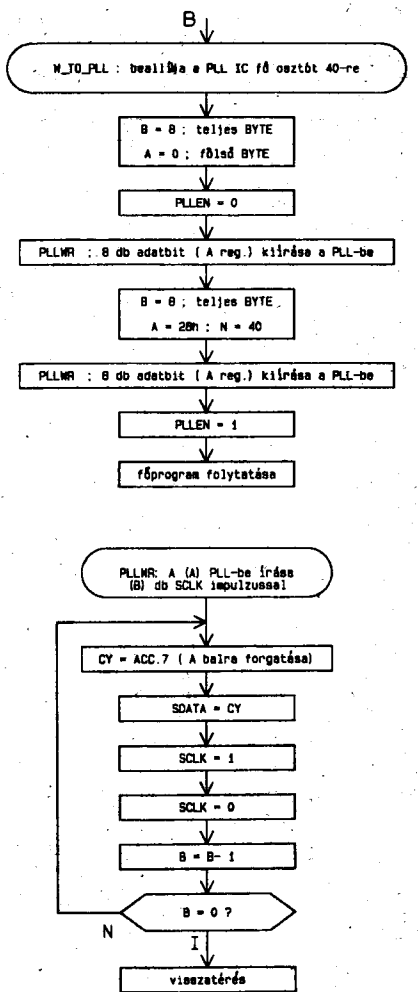 B
W_TO_PLL : beállítja a PLL IC fő osztót 40-re
B = 8 ; teljes BYTE
A = 0 ; fölső BYTE
PLLEN = 0
PLLWR : 8 db adatbit ( A reg.) kiírása a PLL-be
B = 8 ; teljes BYTE
A = 28h : N = 40
PLLWR : 8 db adatbit ( A reg.) kiírása a PLL-be
PLLEN = 1
főprogram folytatása
PLLWR: A (A) PLL-be írása
(B) db SCLK impulzussal
CY = ACC.7 ( A balra forgatása)
SDATA = CY
SCLK = 1
SCLK = 0
B = B- 1
B = 0 ?
N
I
visszatérés